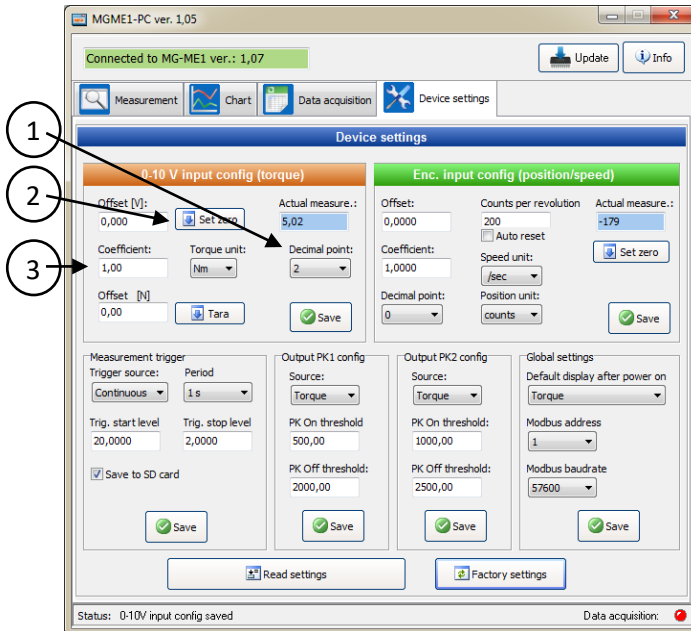 MGME1-PC ver. 1,05
Connected to MG-ME1 ver.: 1,07
Update
Info
Measurement
Chart
Data acquisition
Device settings
Device settings
1
2
3
0-10 V input config (torque)
Offset [V]:
0,000
Set zero
Actual measure.:
5,02
Coefficient:
1,00
Torque unit:
Nm
Decimal point:
2
Offset [N]
0,00
Tara
Save
Enc. input config (position/speed)
Offset:
0,0000
Counts per revolution
200
Auto reset
Actual measure.:
-179
Set zero
Coefficient:
1,0000
Speed unit:
/sec
Decimal point:
0
Position unit:
counts
Save
Measurement trigger
Trigger source:
Continuous
Period
1 s
Trig. start level
20,0000
Trig. stop level
2,0000
Save to SD card
Save
Output PK1 config
Source:
Torque
PK On threshold
500,00
PK Off threshold:
2000,00
Save
Output PK2 config
Source:
Torque
PK On threshold:
1000,00
PK Off threshold:
2500,00
Save
Global settings
Default display after power on
Torque
Modbus address
1
Modbus baudrate
57600
Save
Read settings
Factory settings
Status: 0-10V input config saved
Data acquisition: